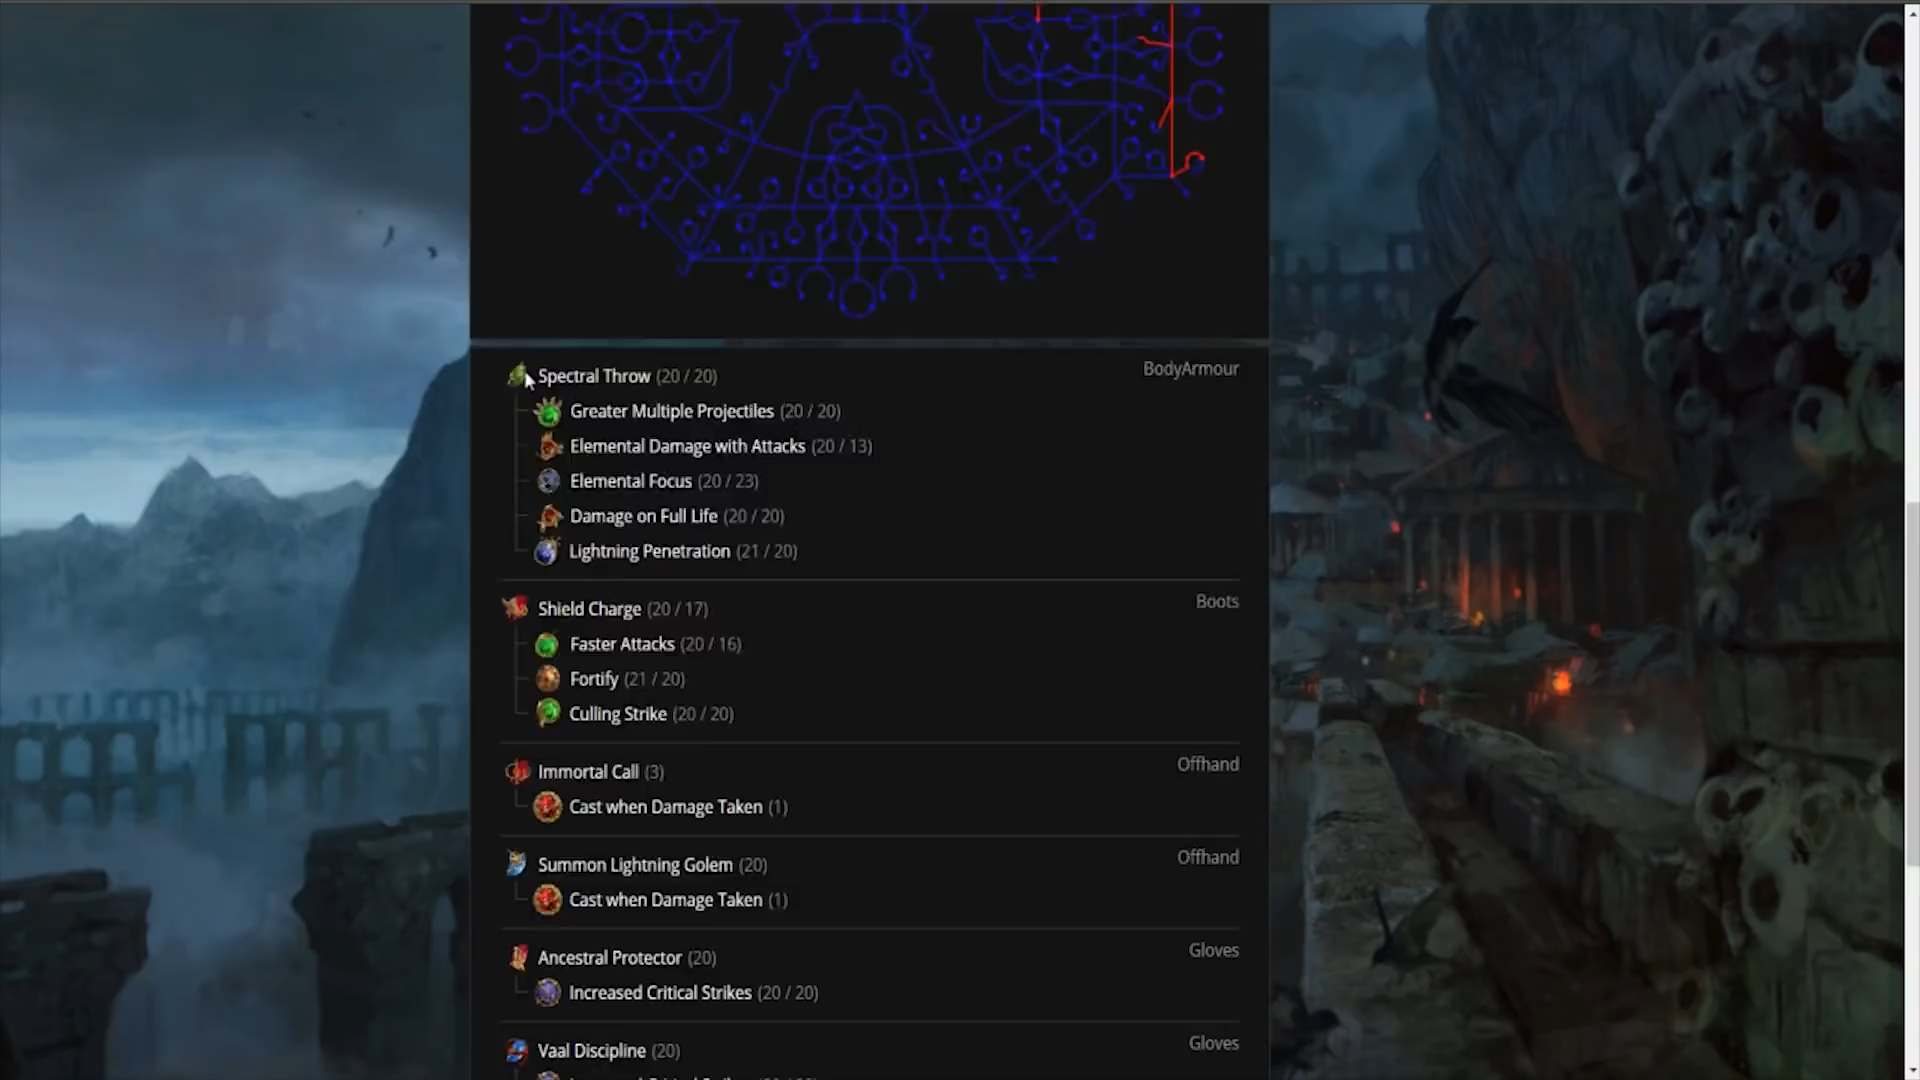 Spectral Throw (20 / 20) BodyArmour
Greater Multiple Projectiles (20 / 20)
Elemental Damage with Attacks (20 / 13)
Elemental Focus (20 / 23)
Damage on Full Life (20 / 20)
Lightning Penetration (21 / 20)
Shield Charge (20 / 17) Boots
Faster Attacks (20 / 16)
Fortify (21 / 20)
Culling Strike (20 / 20)
Immortal Call (3) Offhand
Cast when Damage Taken (1)
Summon Lightning Golem (20) Offhand
Cast when Damage Taken (1)
Ancestral Protector (20) Gloves
Increased Critical Strikes (20 / 20)
Vaal Discipline (20) Gloves